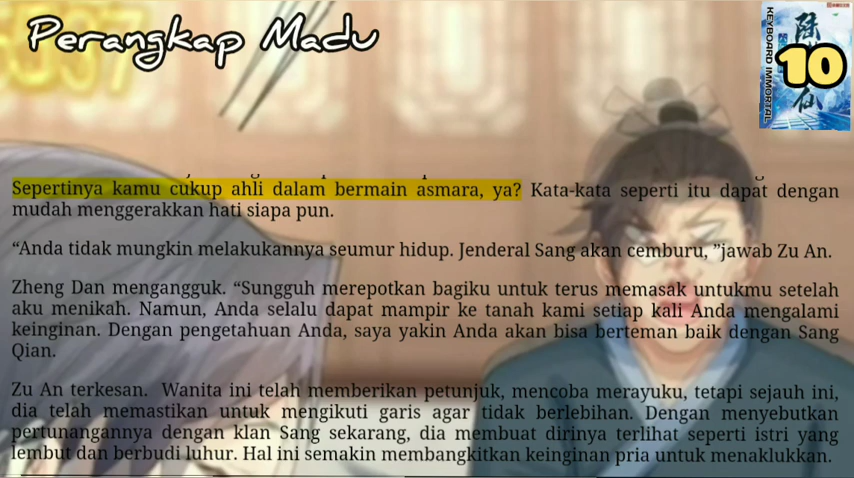 Perangkap Madu
KEYBOARD IMMORTAL
10
Sepertinya kamu cukup ahli dalam bermain asmara, ya? Kata-kata seperti itu dapat dengan
mudah menggerakkan hati siapa pun.
“Anda tidak mungkin melakukannya seumur hidup. Jenderal Sang akan cemburu, ”jawab Zu An.
Zheng Dan mengangguk. “Sungguh merepotkan bagiku untuk terus memasak untukmu setelah
aku menikah. Namun, Anda selalu dapat mampir ke tanah kami setiap kali Anda mengalami
keinginan. Dengan pengetahuan Anda, saya yakin Anda akan bisa berteman baik dengan Sang
Qian.
Zu An terkesan. Wanita ini telah memberikan petunjuk, mencoba merayuku, tetapi sejauh ini,
dia telah memastikan untuk mengikuti garis agar tidak berlebihan. Dengan menyebutkan
pertunangannya dengan klan Sang sekarang, dia membuat dirinya terlihat seperti istri yang
lembut dan berbudi luhur. Hal ini semakin membangkitkan keinginan pria untuk menaklukkan.